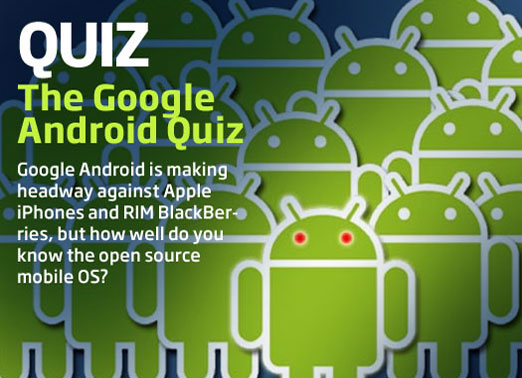 QUIZ
The Google
Android Quiz
Google Android is making
headway against Apple
iPhones and RIM BlackBer-
ries, but how well do you
know the open source
mobile OS?